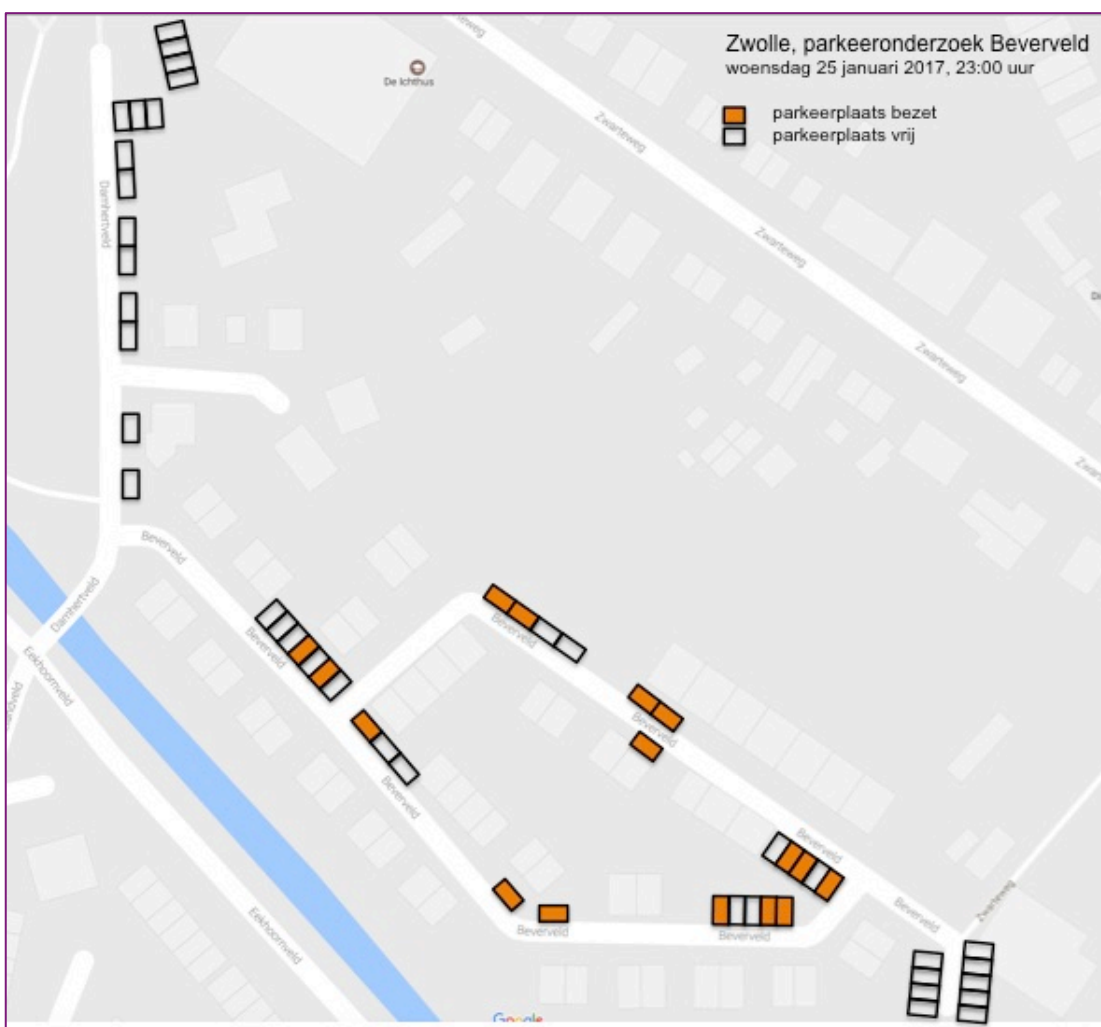 Zwolle, parkeeronderzoek Beverveld
woensdag 25 januari 2017, 23:00 uur
parkeerplaats bezet
parkeerplaats vrij
Zwarteweg
De Ichthus
Zwarteweg
Damhertveld
Zwarteweg
Zwarteweg
Beverveld
Damhertveld
Beverveld
Beverveld
Eekhoornveld
Beverveld
Beverveld
Beverveld
Zwarteweg
Beverveld
Beverveld
Beverveld
Eekhoornveld
Google